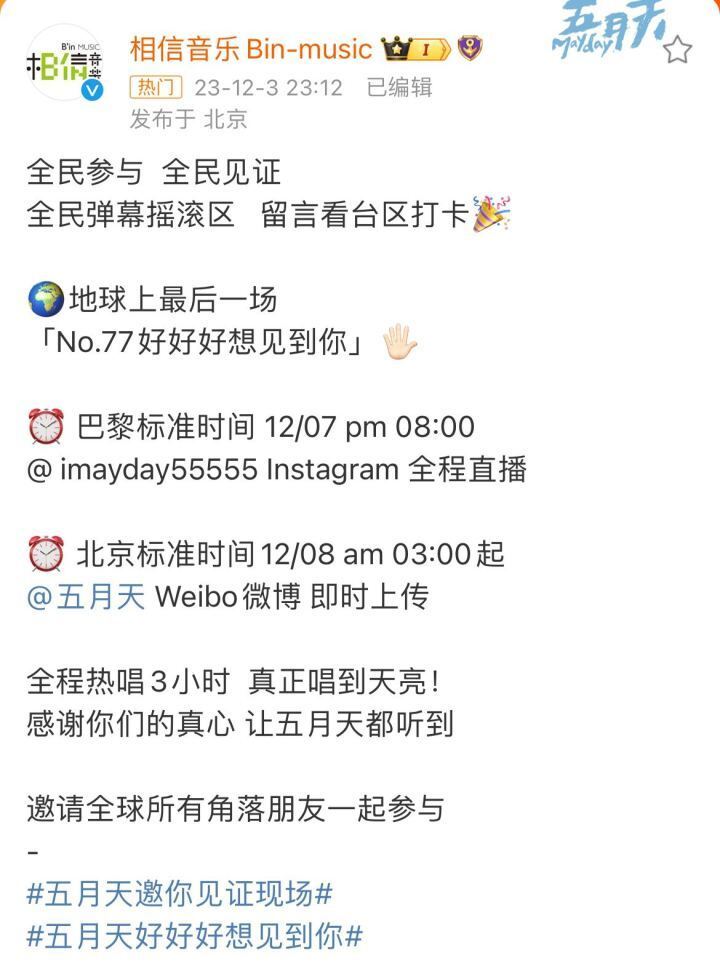 B'in MUSIC
相信音樂
五月天
mayday
相信音乐Bin-music
I
热门 23-12-3 23:12 已编辑
发布于 北京
全民参与 全民见证
全民弹幕摇滚区 留言看台区打卡🎉
🌍地球上最后一场
「No.77好好好想见到你」🖐🏻
⏰ 巴黎标准时间 12/07 pm 08:00
@ imayday55555 Instagram 全程直播
⏰ 北京标准时间12/08 am 03:00起
@五月天 Weibo微博 即时上传
全程热唱3小时 真正唱到天亮!
感谢你们的真心 让五月天都听到
邀请全球所有角落朋友一起参与
-
#五月天邀你见证现场#
#五月天好好好想见到你#